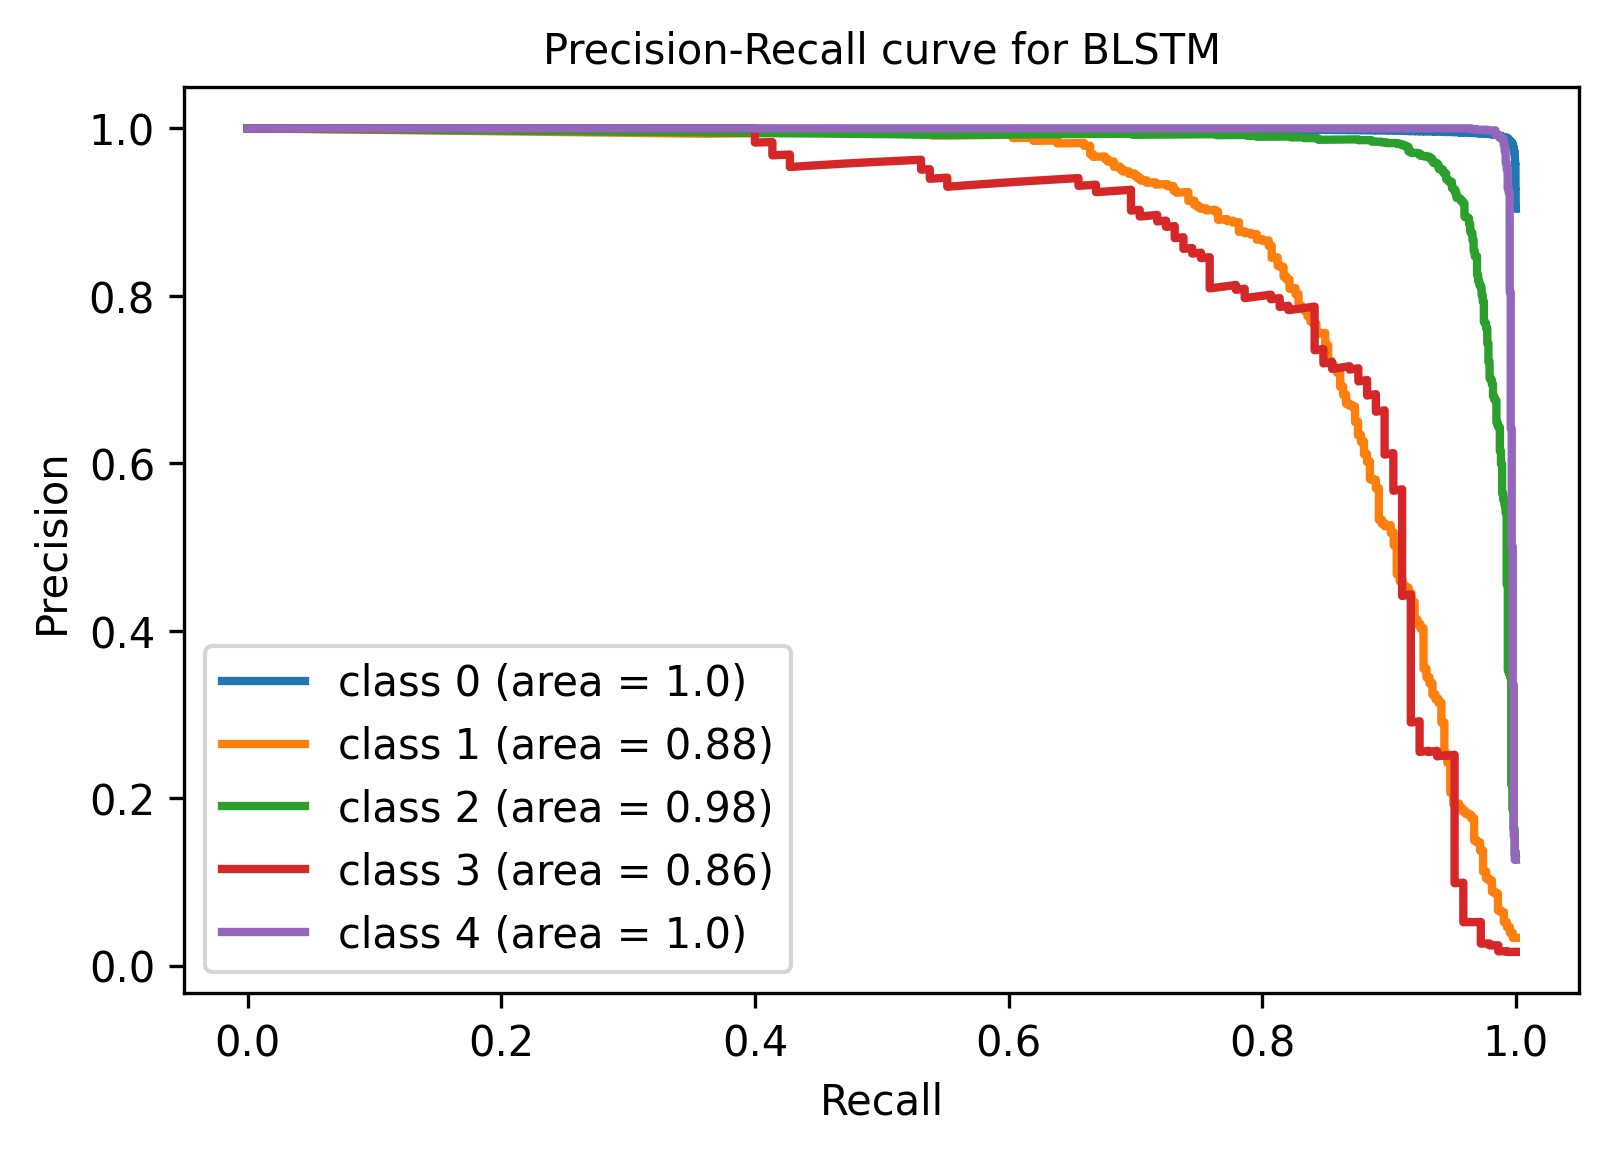 Precision-Recall curve for BLSTM
Precision
1.0
0.8
0.6
0.4
0.2
0.0
class 0 (area = 1.0)
class 1 (area = 0.88)
class 2 (area = 0.98)
class 3 (area = 0.86)
class 4 (area = 1.0)
0.0 0.2 0.4 0.6 0.8 1.0
Recall